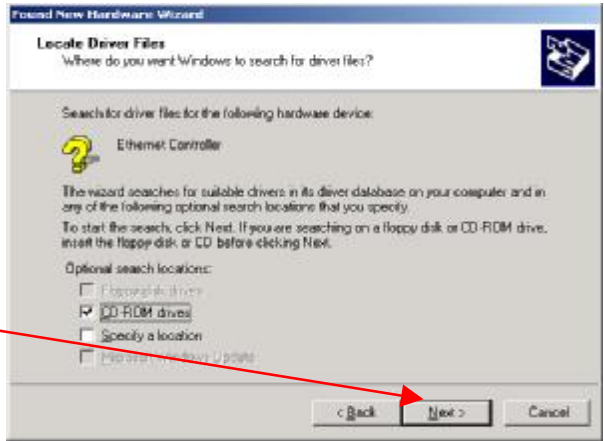 Found New Hardware Wizard
Locate Driver Files
Where do you want Windows to search for driver files?
Search for driver files for the following hardware device:
Ethernet Controller
The wizard searches for suitable drivers in its driver database on your computer and in
any of the following optional search locations that you specify.
To start the search, click Next. If you are searching on a floppy disk or CD-ROM drive,
insert the floppy disk or CD before clicking Next.
Optional search locations:
Floppy disk drives
CD-ROM drives
Specify a location
Microsoft Windows Update
< Back
Next >
Cancel